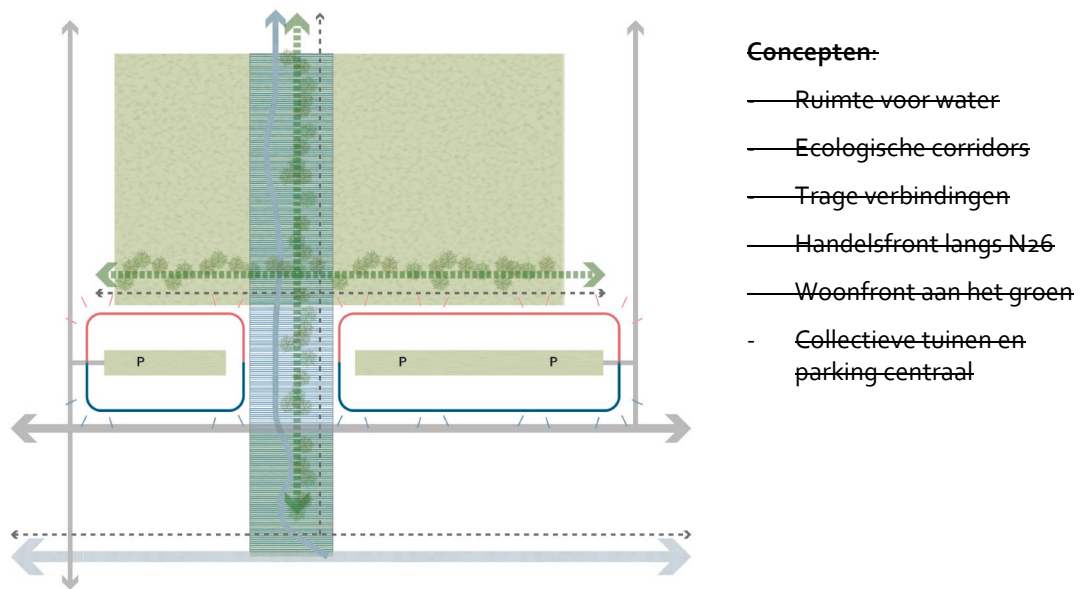 Concepten:
- Ruimte voor water
- Ecologische corridors
- Trage verbindingen
- Handelsfront langs N26
- Woonfront aan het groen
- Collectieve tuinen en
parking centraal
P
P
P